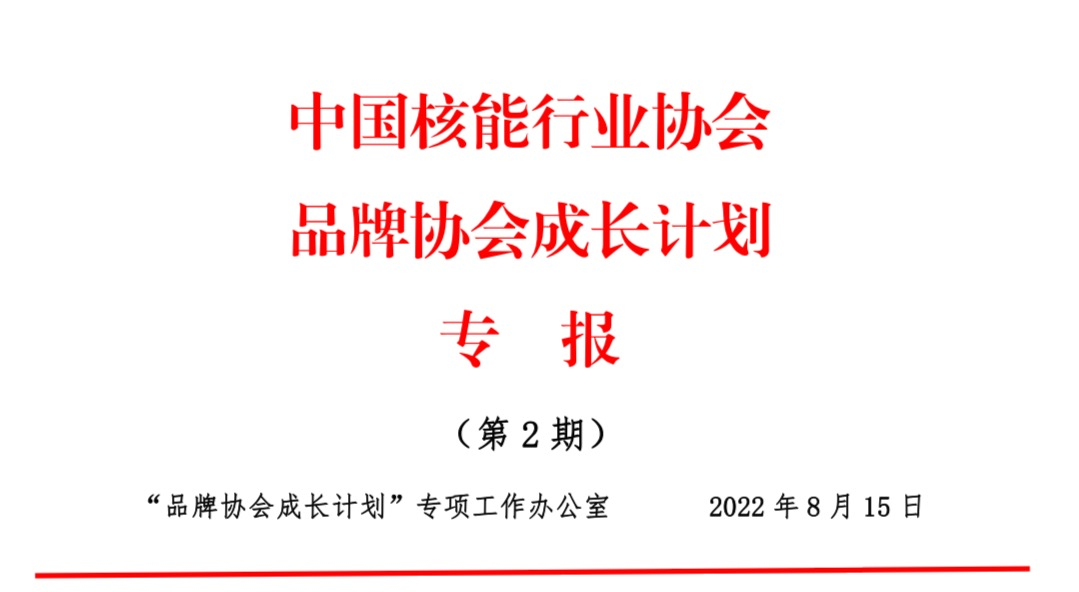 中国核能行业协会
品牌协会成长计划
专 报
（第 2 期）
“品牌协会成长计划”专项工作办公室 2022 年 8 月 15 日